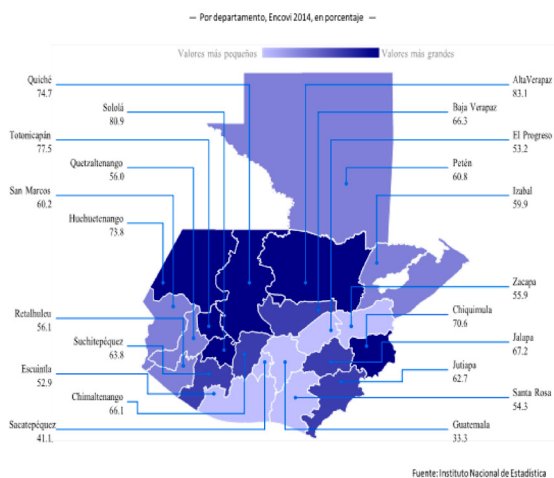 — Por departamento, Encovi 2014, en porcentaje —
Valores más pequeños
Valores más grandes
Quiché
74.7
Sololá
80.9
Totonicapán
77.5
Quetzaltenango
56.0
San Marcos
60.2
Huehuetenango
73.8
Retalhuleu
56.1
Suchitepéquez
63.8
Escuintla
52.9
Chimaltenango
66.1
Sacatepéquez
41.1.
AltaVerapaz
83.1
Baja Verapaz
66.3
El Progreso
53.2
Petén
60.8
Izabal
59.9
Zacapa
55.9
Chiquimula
70.6
Jalapa
67.2
Jutiapa
62.7
Santa Rosa
54.3
Guatemala
33.3
Fuente: Instituto Nacional de Estadística